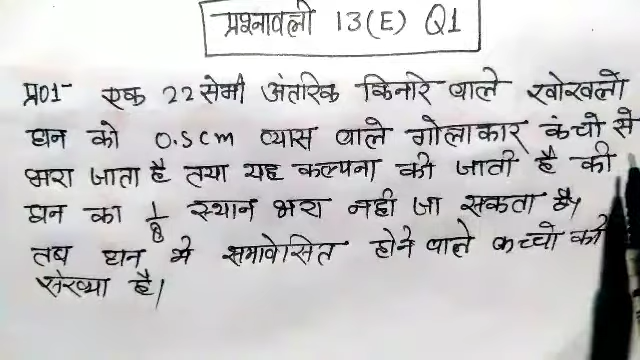 प्रश्नावली 13(E) Q1
प्र01- एक 22 सेमी अंतरिक किनारे वाले खोखले
घन को 0.5cm व्यास वाले गोलाकार कंचो से
भरा जाता है तथा यह कल्पना की जाती है की
घन का 1/8 स्थान भरा नही जा सकता है।
तब घन मे समावेसित होने वाले कच्चो की
संख्या है।